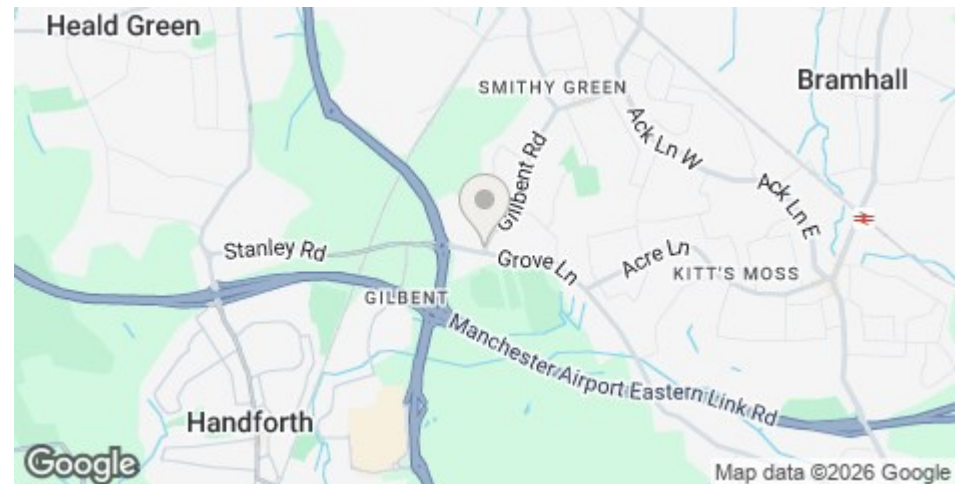 Heald Green
Bramhall
SMITHY GREEN
Ack Ln W
Gilbent Rd
Ack Ln E
Stanley Rd
Grove Ln
Acre Ln
KITT'S MOSS
GILBENT
Manchester Airport Eastern Link Rd
Handforth
Google
Map data ©2026 Google